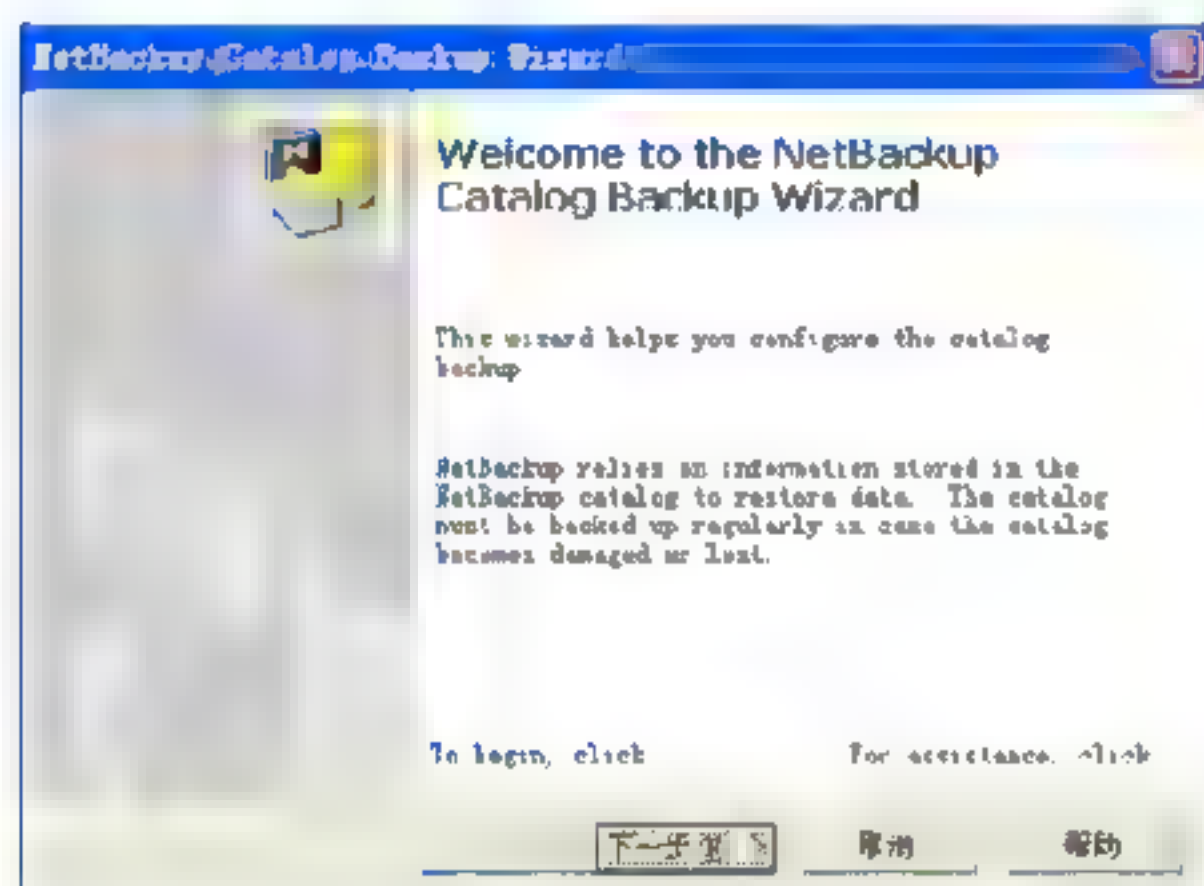 NetBackup Catalog Backup Wizard
Welcome to the NetBackup
Catalog Backup Wizard
This wizard helps you configure the catalog
backup
NetBackup relies on information stored in the
NetBackup catalog to restore data. The catalog
must be backed up regularly in case the catalog
becomes damaged or lost.
To begin, click
For assistance, click
下一步
取消
帮助